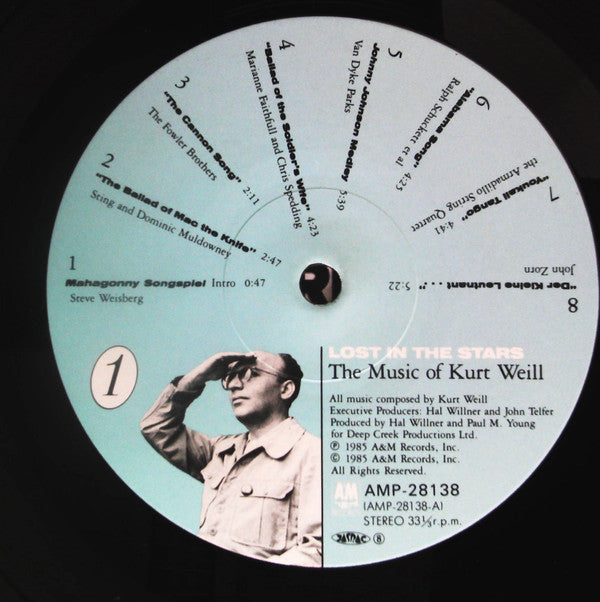 1
Mahagonny Songspiel Intro 0:47
Steve Weisberg
2
"The Ballad of Mac the Knife" 2:47
Sting and Dominic Muldowney
3
"The Cannon Song" 2:11
The Fowler Brothers
4
"Ballad of the Soldier's Wife" 4:23
Marianne Faithfull and Chris Spedding
5
Johnny Johnson Medley 5:39
Van Dyke Parks
6
"Alabama Song" 4:25
Ralph Schuckett et al
7
"Youkali Tango" 4:41
the Armadillo String Quartet
8
"Der Kleine Leutnant . . ." 5:22
John Zorn
1
LOST IN THE STARS
The Music of Kurt Weill
All music composed by Kurt Weill
Executive Producers: Hal Willner and John Telfer
Produced by Hal Willner and Paul M. Young
for Deep Creek Productions Ltd.
℗ 1985 A&M Records, Inc.
© 1985 A&M Records, Inc.
All Rights Reserved.
A&M
AMP-28138
(AMP-28138-A)
STEREO 33⅓r.p.m.
JASRAC 8